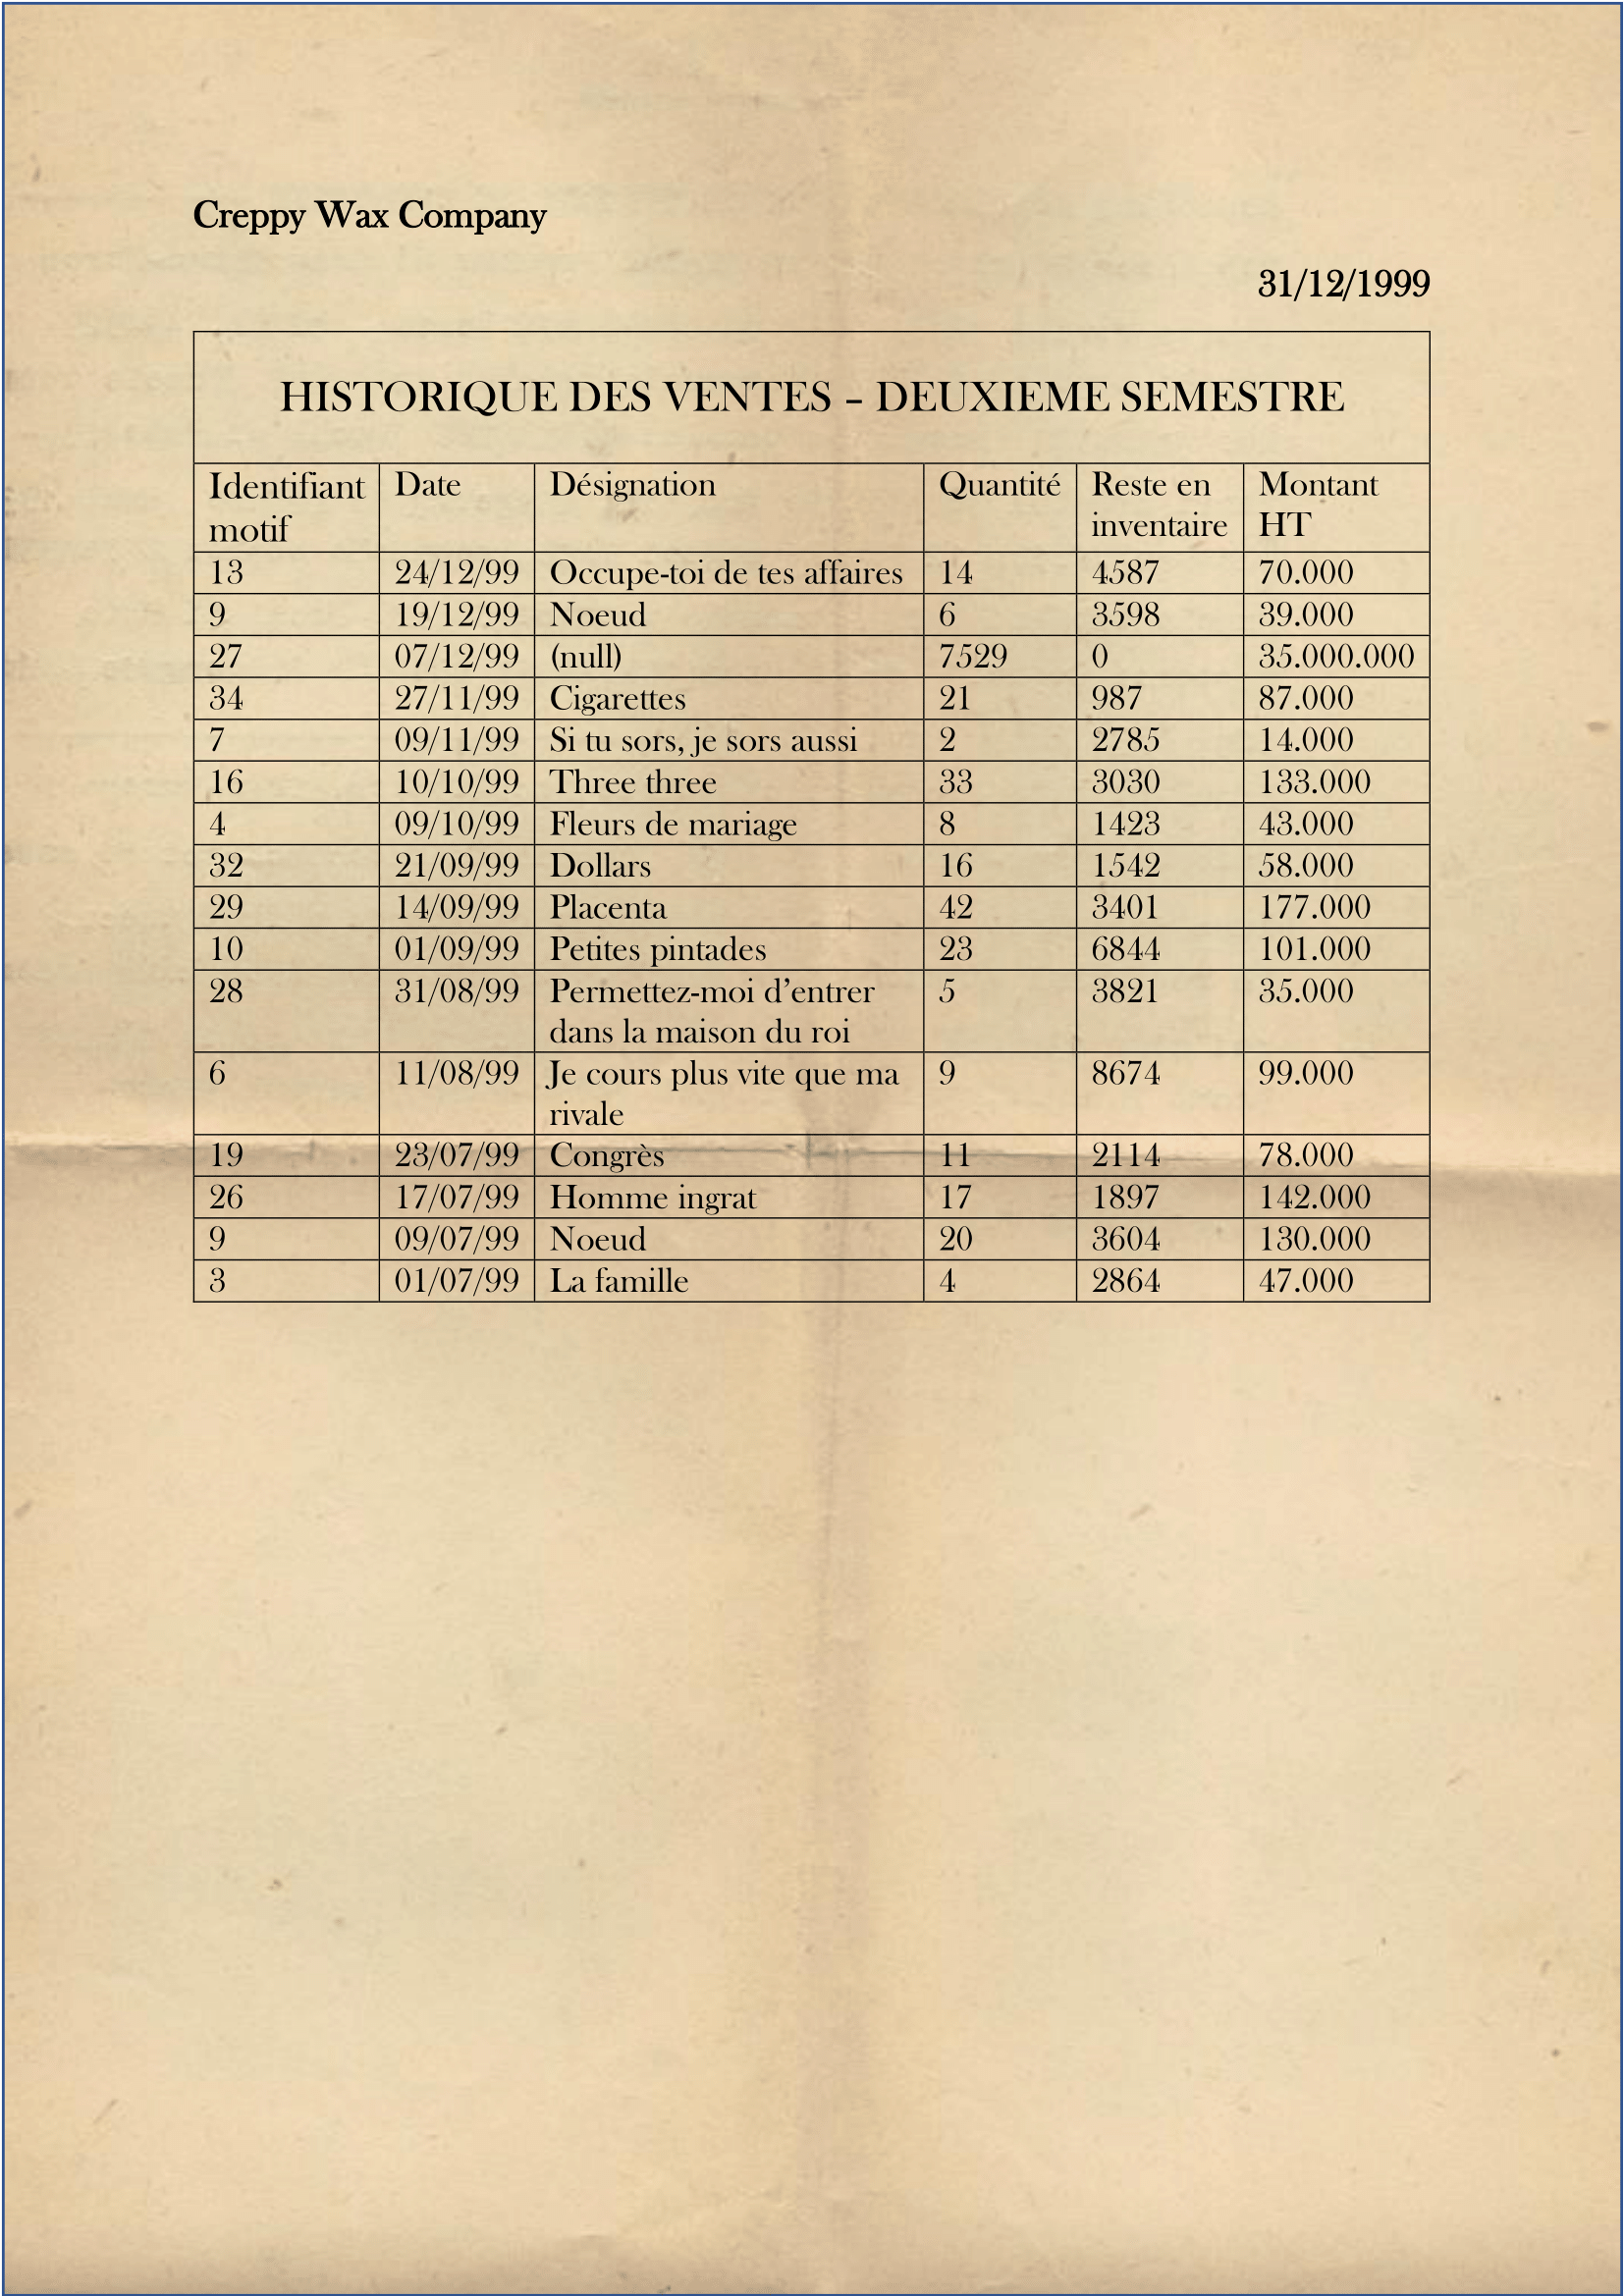 Creppy Wax Company
31/12/1999
HISTORIQUE DES VENTES – DEUXIEME SEMESTRE
Identifiant motif Date Désignation Quantité Reste en inventaire Montant HT
13 24/12/99 Occupe-toi de tes affaires 14 4587 70.000
9 19/12/99 Noeud 6 3598 39.000
27 07/12/99 (null) 7529 0 35.000.000
34 27/11/99 Cigarettes 21 987 87.000
7 09/11/99 Si tu sors, je sors aussi 2 2785 14.000
16 10/10/99 Three three 33 3030 133.000
4 09/10/99 Fleurs de mariage 8 1423 43.000
32 21/09/99 Dollars 16 1542 58.000
29 14/09/99 Placenta 42 3401 177.000
10 01/09/99 Petites pintades 23 6844 101.000
28 31/08/99 Permettez-moi d’entrer dans la maison du roi 5 3821 35.000
6 11/08/99 Je cours plus vite que ma rivale 9 8674 99.000
19 23/07/99 Congrès 11 2114 78.000
26 17/07/99 Homme ingrat 17 1897 142.000
9 09/07/99 Noeud 20 3604 130.000
3 01/07/99 La famille 4 2864 47.000